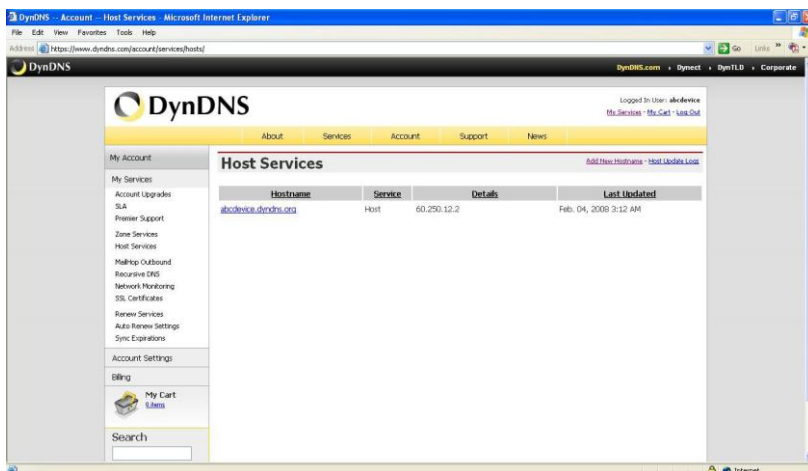 DynDNS -- Account -- Host Services - Microsoft Internet Explorer
File Edit View Favorites Tools Help
Address https://www.dyndns.com/account/services/hosts/ Go Links »
DynDNS DynDNS.com Dynect DynTLD Corporate
DynDNS
Logged In User: abcdevice
My Services - My Cart - Log Out
About Services Account Support News
My Account
Host Services
Add New Hostname - Host Update Logs
My Services
Account Upgrades
SLA
Premier Support
Zone Services
Host Services
MailHop Outbound
Recursive DNS
Network Monitoring
SSL Certificates
Renew Services
Auto Renew Settings
Sync Expirations
Hostname Service Details Last Updated
abcdevice.dyndns.org Host 60.250.12.2 Feb. 04, 2008 3:12 AM
Account Settings
Billing
My Cart
0 items
Search
Internet